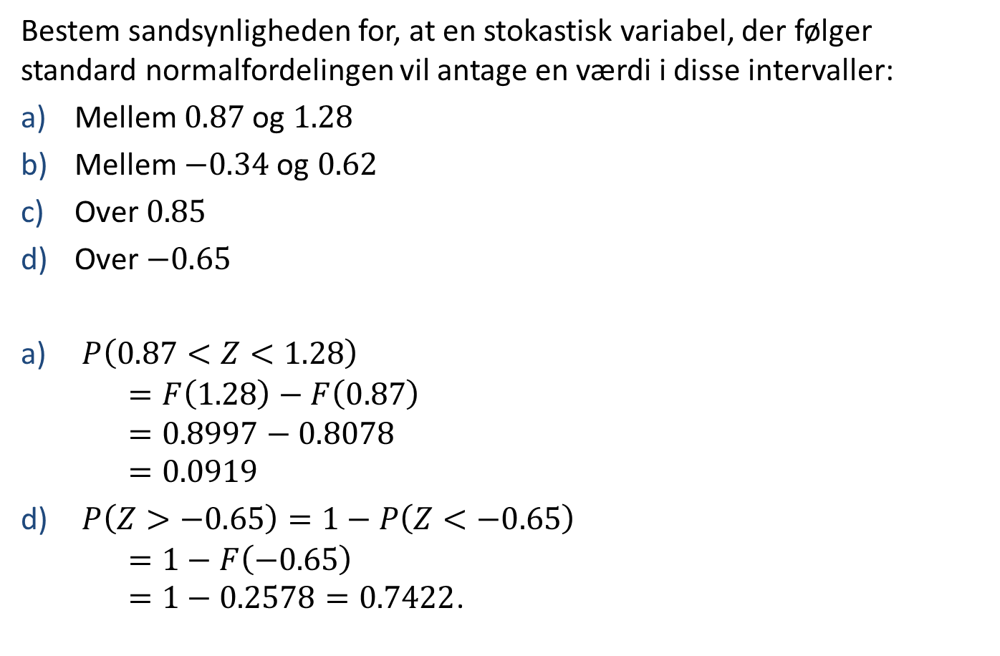 Bestem sandsynligheden for, at en stokastisk variabel, der følger
standard normalfordelingen vil antage en værdi i disse intervaller:
a) Mellem 0.87 og 1.28
b) Mellem −0.34 og 0.62
c) Over 0.85
d) Over −0.65
a) P(0.87 < Z < 1.28)
= F(1.28) − F(0.87)
= 0.8997 − 0.8078
= 0.0919
d) P(Z > −0.65) = 1 − P(Z < −0.65)
= 1 − F(−0.65)
= 1 − 0.2578 = 0.7422.